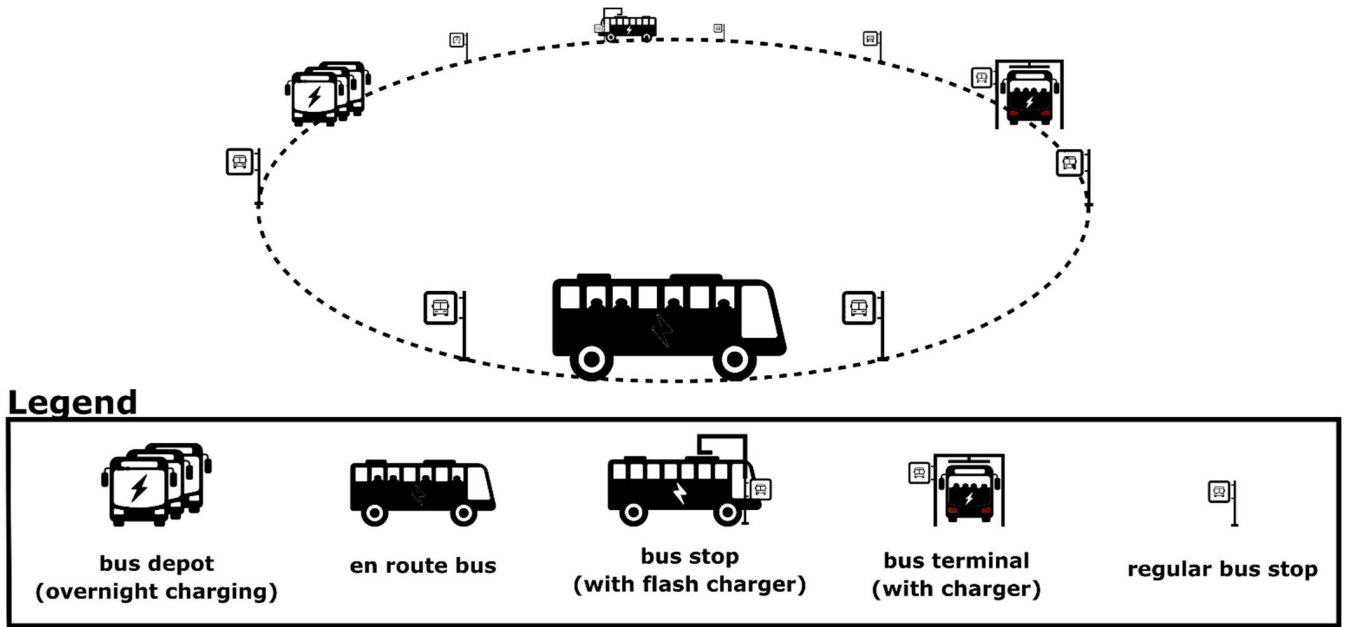 Legend
bus depot
(overnight charging)
en route bus
bus stop
(with flash charger)
bus terminal
(with charger)
regular bus stop